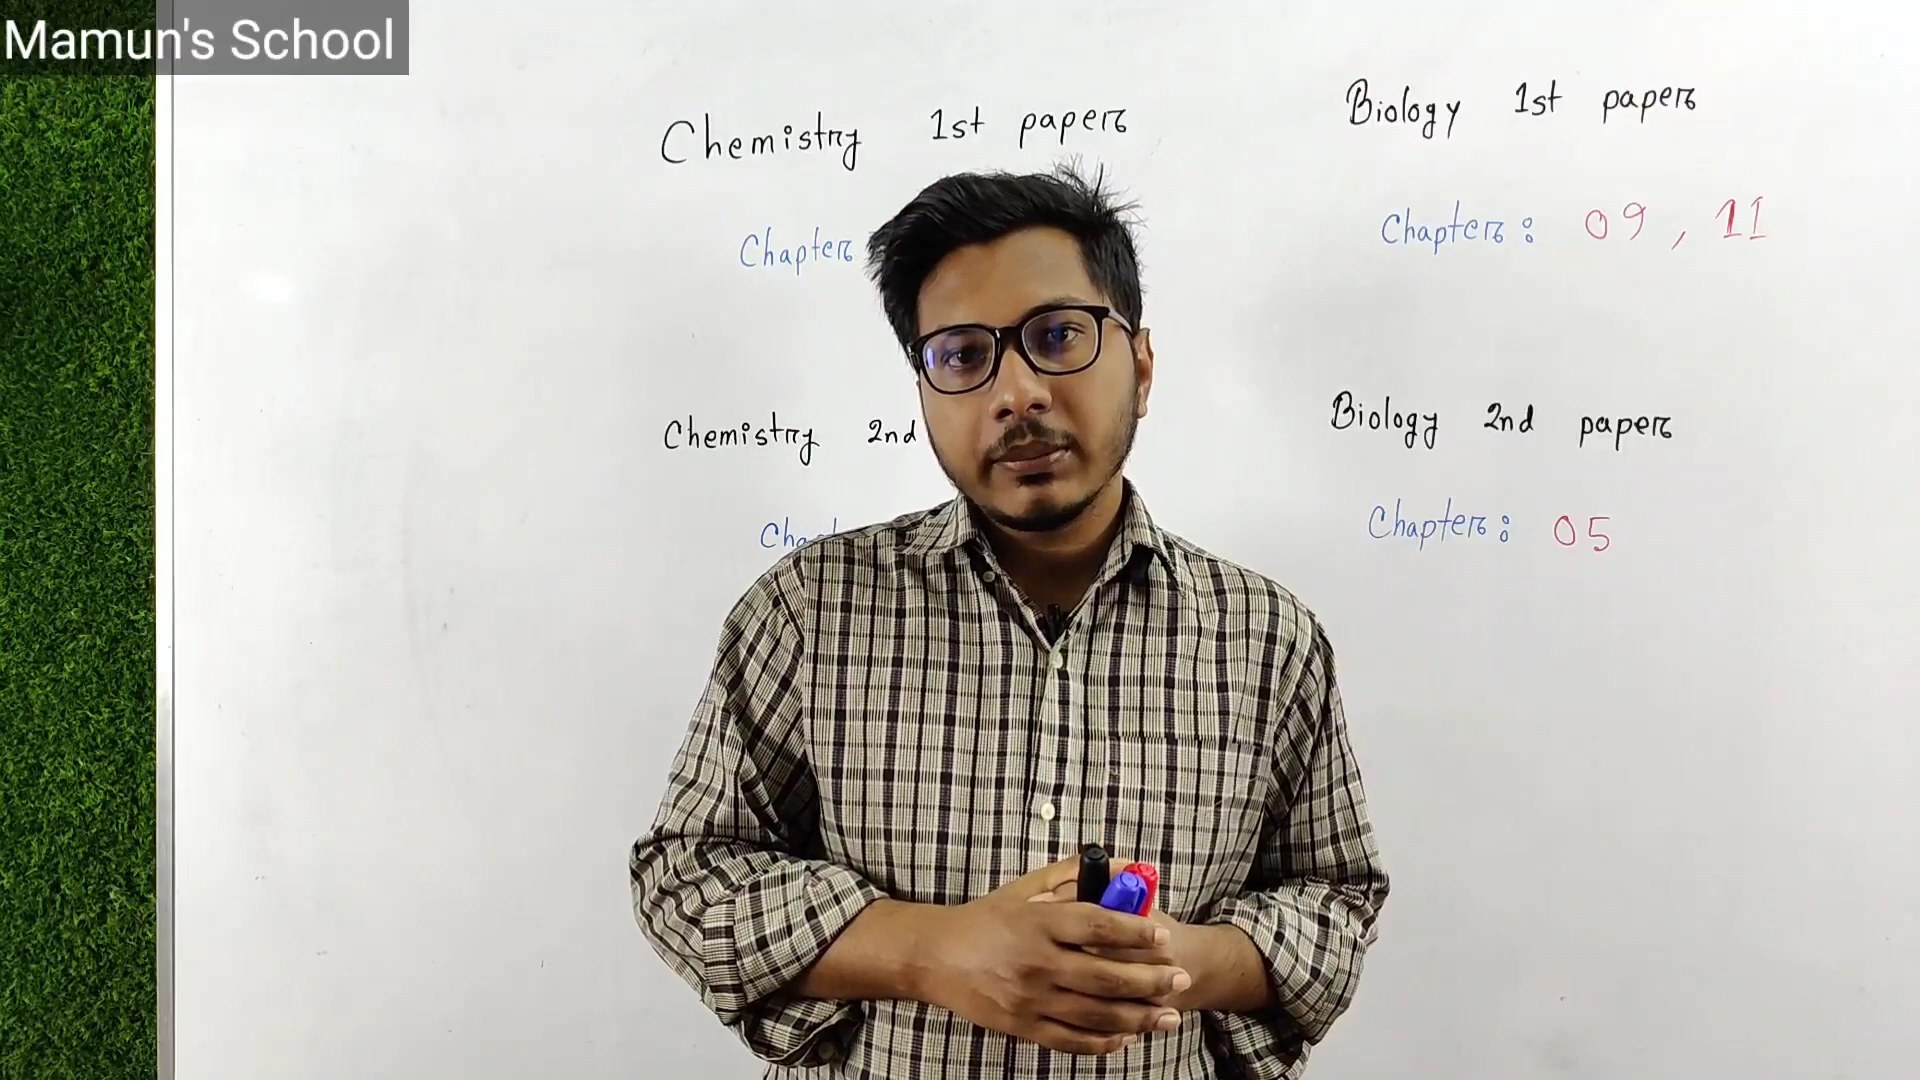 Mamun's School
Chemistry 1st paper
Chapter
Chemistry 2nd
Biology 1st paper
Chapter: 09, 11
Biology 2nd paper
Chapter: 05